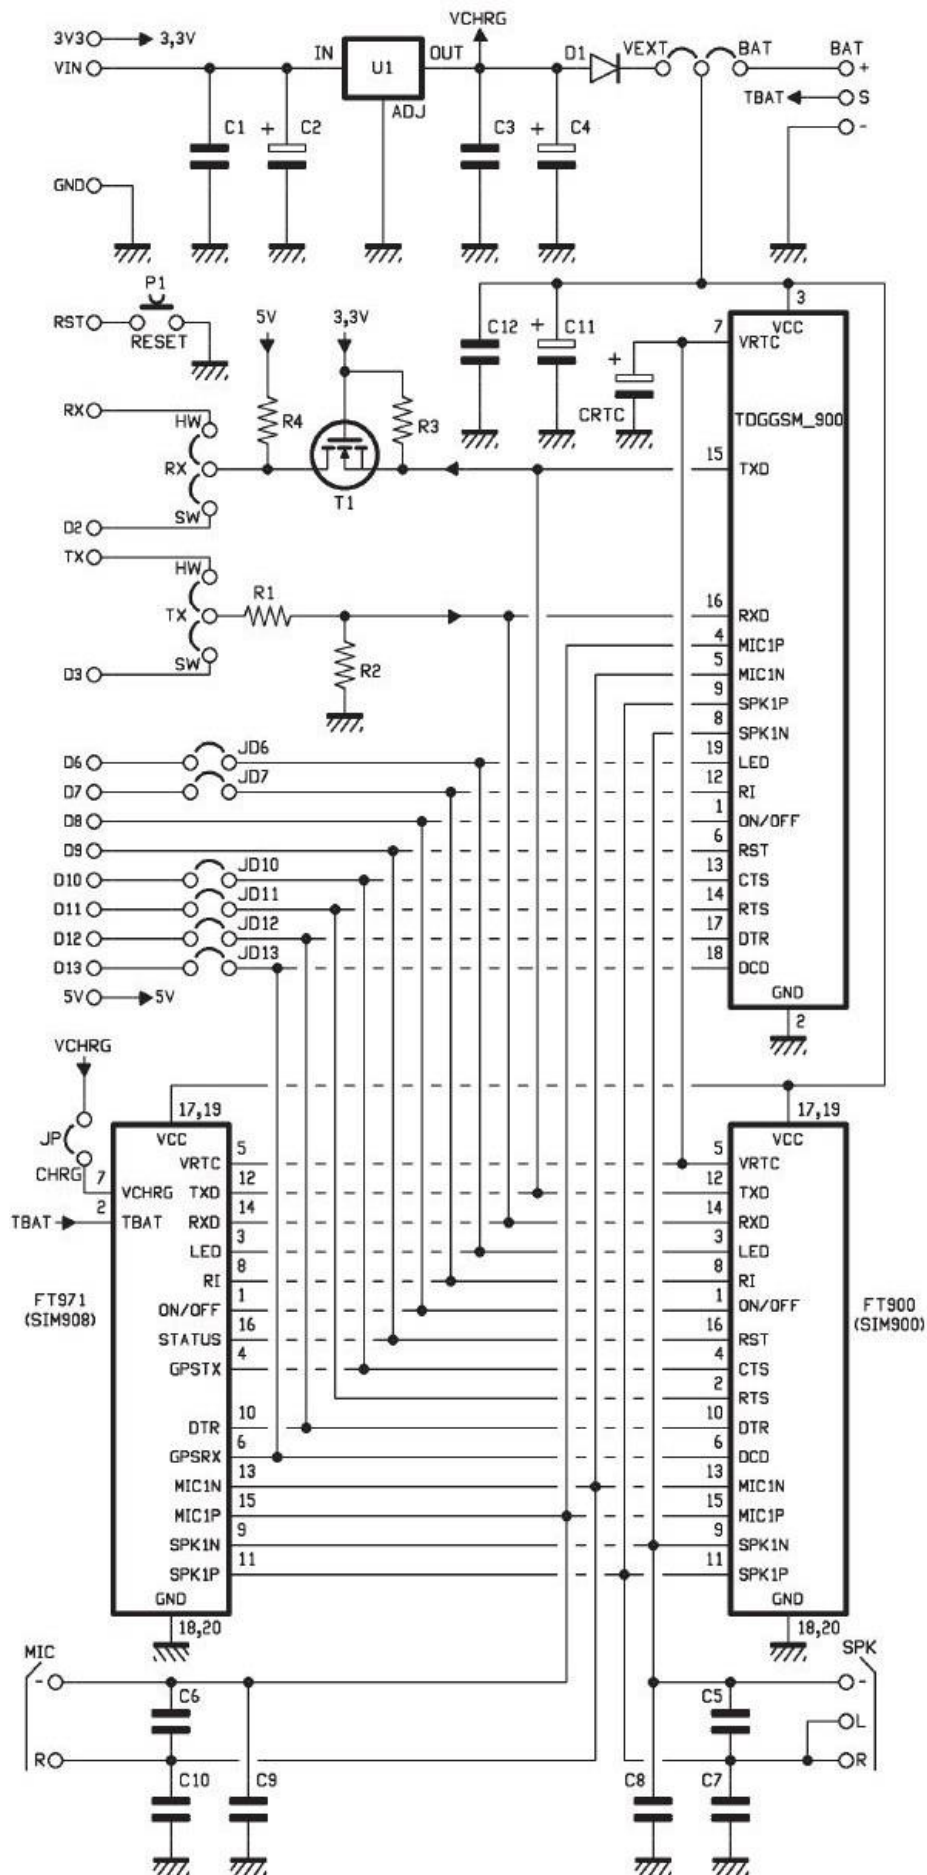 VCHRG
3V3 3,3V
VIN IN U1 OUT D1 VEXT BAT BAT
+
ADJ TBAT S
C1 + C2 C3 + C4 -
GND
P1
RST RESET
5V 3,3V
3
VCC
C12 + C11 7 VRTC
+
CRTC
RX HW R4 R3 TDGGSM_900
RX 15 TXD
T1
SW
D2
TX HW
R1
TX 16 RXD
4 MIC1P
SW R2 5 MIC1N
D3
9 SPK1P
8 SPK1N
D6 JD6 19 LED
D7 JD7 12 RI
D8 1 ON/OFF
D9 6 RST
D10 JD10 13 CTS
D11 JD11 14 RTS
D12 JD12 17 DTR
D13 JD13 18 DCD
5V 5V GND
2
VCHRG
17,19 17,19
JP VCC VCC
CHRG 5 VRTC 5 VRTC
7 VCHRG 12 TXD 12 TXD
2 TBAT TBAT 14 RXD 14 RXD
3 LED 3 LED
8 RI 8 RI
FT971 1 ON/OFF 1 ON/OFF FT900
(SIM908) (SIM900)
16 STATUS 16 RST
4 GPSTX 4 CTS
2 RTS
10 DTR 10 DTR
6 GPSRX 6 DCD
13 MIC1N 13 MIC1N
15 MIC1P 15 MIC1P
9 SPK1N 9 SPK1N
11 SPK1P 11 SPK1P
GND GND
18,20 18,20
MIC SPK
- C6 C5 -
L
R R
C10 C9 C8 C7